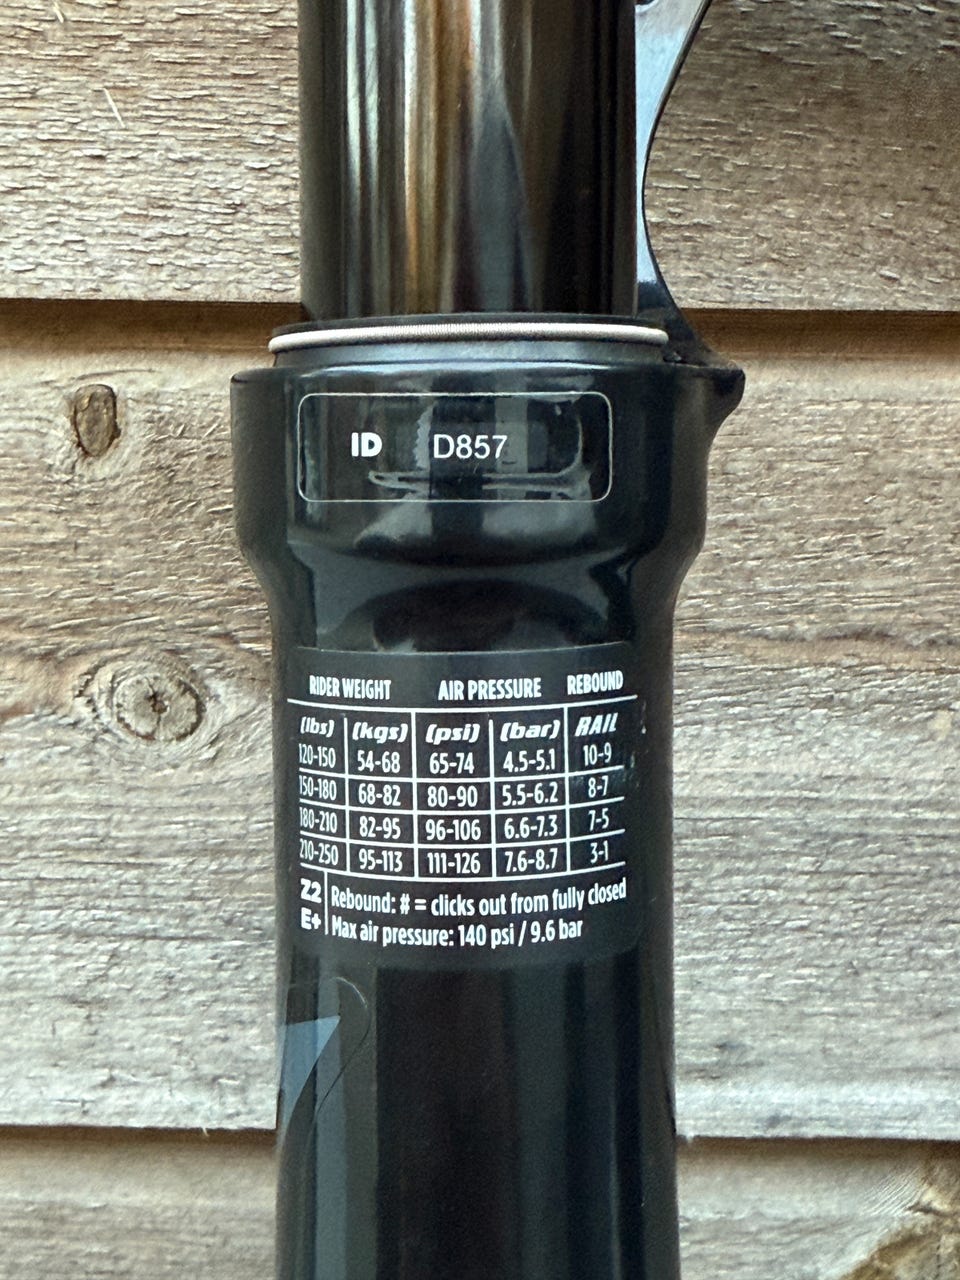 ID D857
RIDER WEIGHT AIR PRESSURE REBOUND
(lbs) (kgs) (psi) (bar) RAIL
120-150 54-68 65-74 4.5-5.1 10-9
150-180 68-82 80-90 5.5-6.2 8-7
180-210 82-95 96-106 6.6-7.3 7-5
210-250 95-113 111-126 7.6-8.7 3-1
Z2 Rebound: # = clicks out from fully closed
E+ Max air pressure: 140 psi / 9.6 bar